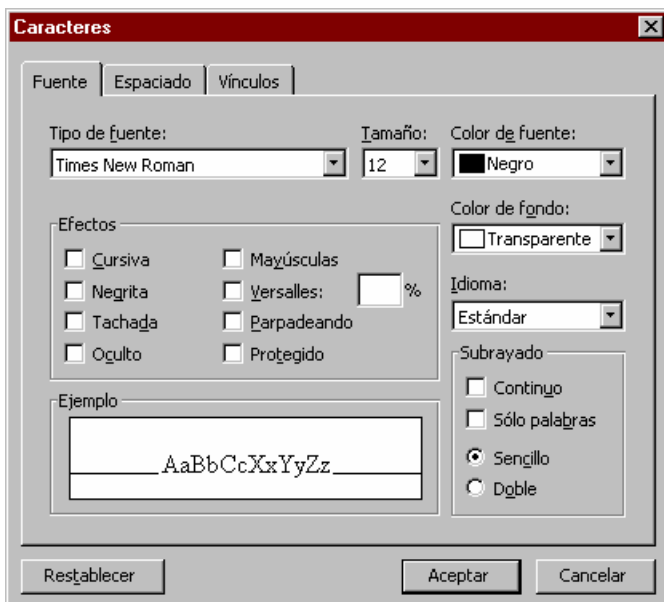 Caracteres
Fuente Espaciado Vínculos
Tipo de fuente: Tamaño: Color de fuente:
Times New Roman 12 Negro
Color de fondo:
Transparente
Efectos
Cursiva Mayúsculas
Negrita Versalles: %
Tachada Parpadeando
Oculto Protegido
Idioma:
Estándar
Subrayado
Continuo
Sólo palabras
Sencillo
Doble
Ejemplo
AaBbCcXxYyZz
Restablecer Aceptar Cancelar